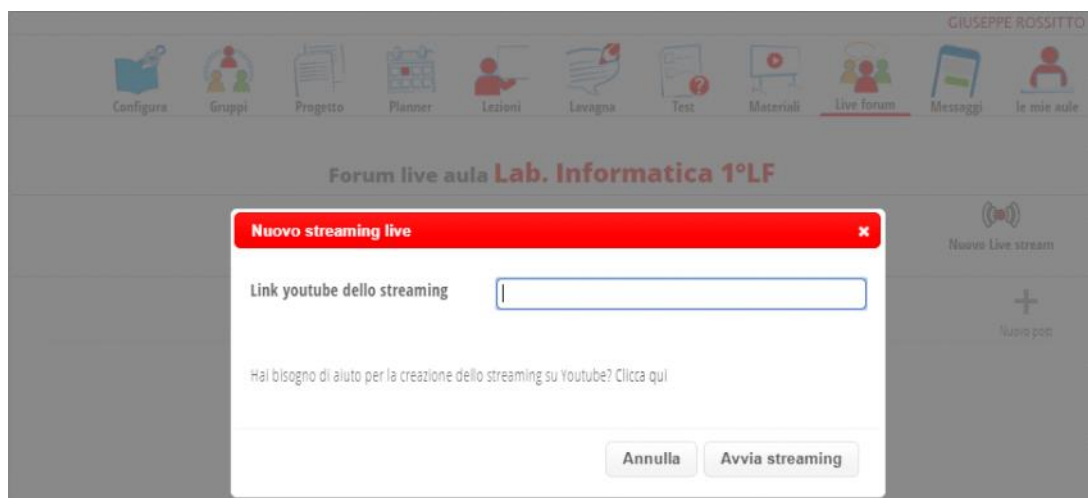 GIUSEPPE ROSSITTO
Configura Gruppi Progetto Planner Lezioni Lavagna Test Materiali Live forum Messaggi le mie aule
Forum live aula Lab. Informatica 1°LF
Nuovo Live stream
Nuovo streaming live ×
Link youtube dello streaming
Nuovo post
Hai bisogno di aiuto per la creazione dello streaming su Youtube? Clicca qui
Annulla Avvia streaming